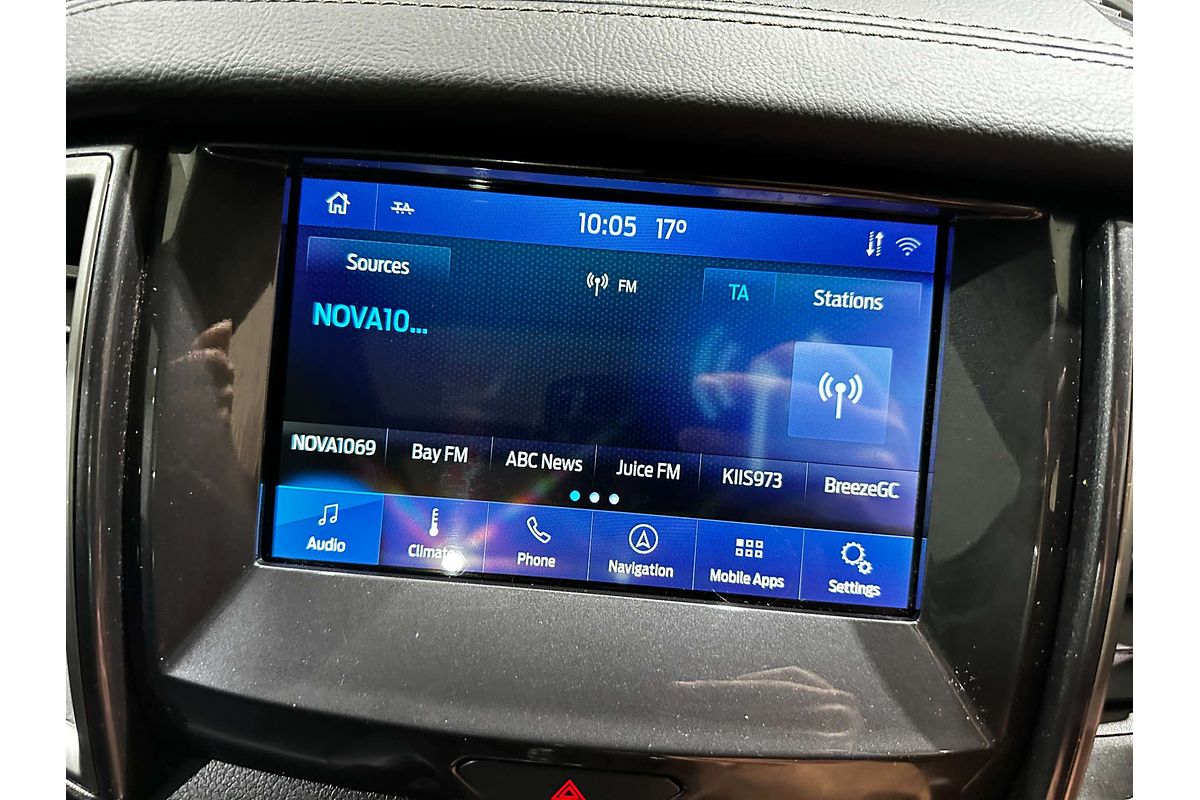 TA
10:05 17°
Sources
FM
TA
Stations
NOVA10...
NOVA1069
Bay FM
ABC News
Juice FM
KIIS973
BreezeGC
Audio
Climate
Phone
Navigation
Mobile Apps
Settings